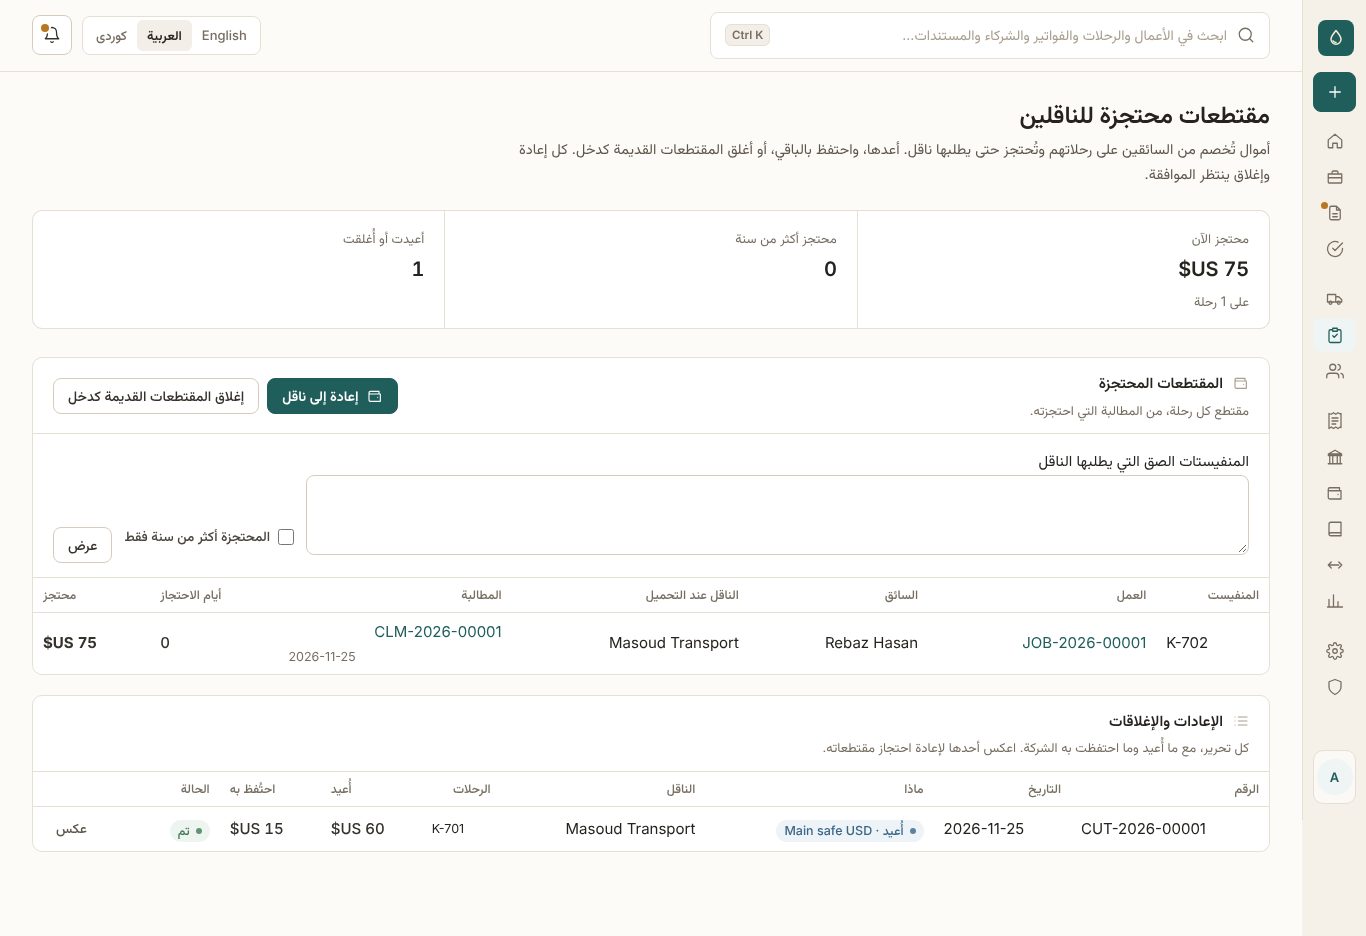 ابحث في الأعمال والرحلات والفواتير والشركاء والمستندات...
Ctrl K
English
العربية
كوردی
مقتطعات محتجزة للناقلين
أموال تُخصم من السائقين على رحلاتهم وتُحتجز حتى يطلبها ناقل. أعدها، واحتفظ بالباقي، أو أغلق المقتطعات القديمة كدخل. كل إعادة
وإغلاق ينتظر الموافقة.
محتجز الآن
$US 75
على 1 رحلة
محتجز أكثر من سنة
0
أعيدت أو أُغلقت
1
المقتطعات المحتجزة
مقتطع كل رحلة، من المطالبة التي احتجزته.
إعادة إلى ناقل
إغلاق المقتطعات القديمة كدخل
المنفيستات الصق التي يطلبها الناقل
المحتجزة أكثر من سنة فقط
عرض
المنفيست العمل السائق الناقل عند التحميل المطالبة أيام الاحتجاز محتجز
K-702 JOB-2026-00001 Rebaz Hasan Masoud Transport CLM-2026-00001 0 $US 75
2026-11-25
الإعادات والإغلاقات
كل تحرير، مع ما أُعيد وما احتفظت به الشركة. اعكس أحدها لإعادة احتجاز مقتطعاته.
الرقم التاريخ ماذا الناقل الرحلات أُعيد احتُفظ به الحالة
CUT-2026-00001 2026-11-25 أُعيد · Main safe USD Masoud Transport K-701 $US 60 $US 15 تم عكس
A